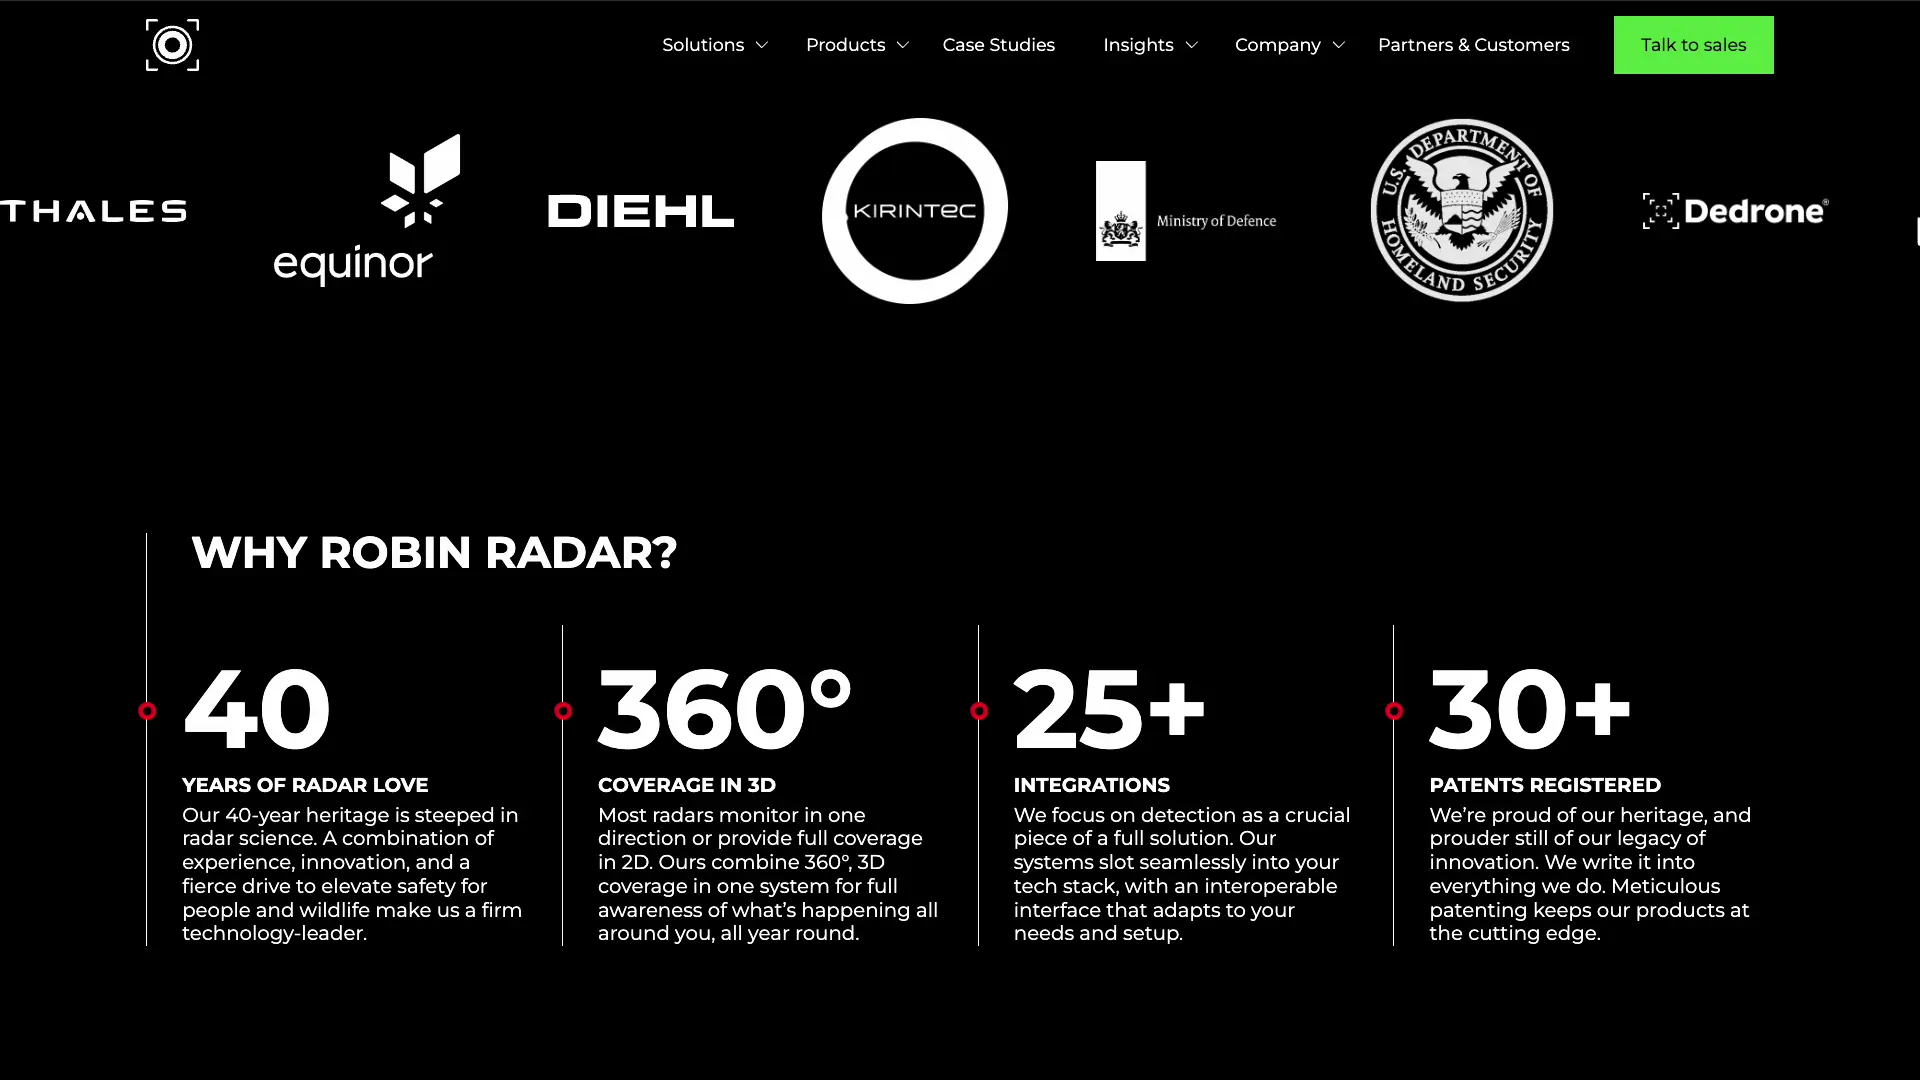 Solutions
Products
Case Studies
Insights
Company
Partners & Customers
Talk to sales
THALES
equinor
DIEHL
KIRINTEC
Ministry of Defence
U.S. DEPARTMENT OF HOMELAND SECURITY
Dedrone®
WHY ROBIN RADAR?
40
YEARS OF RADAR LOVE
Our 40-year heritage is steeped in
radar science. A combination of
experience, innovation, and a
fierce drive to elevate safety for
people and wildlife make us a firm
technology-leader.
360°
COVERAGE IN 3D
Most radars monitor in one
direction or provide full coverage
in 2D. Ours combine 360°, 3D
coverage in one system for full
awareness of what’s happening all
around you, all year round.
25+
INTEGRATIONS
We focus on detection as a crucial
piece of a full solution. Our
systems slot seamlessly into your
tech stack, with an interoperable
interface that adapts to your
needs and setup.
30+
PATENTS REGISTERED
We’re proud of our heritage, and
prouder still of our legacy of
innovation. We write it into
everything we do. Meticulous
patenting keeps our products at
the cutting edge.